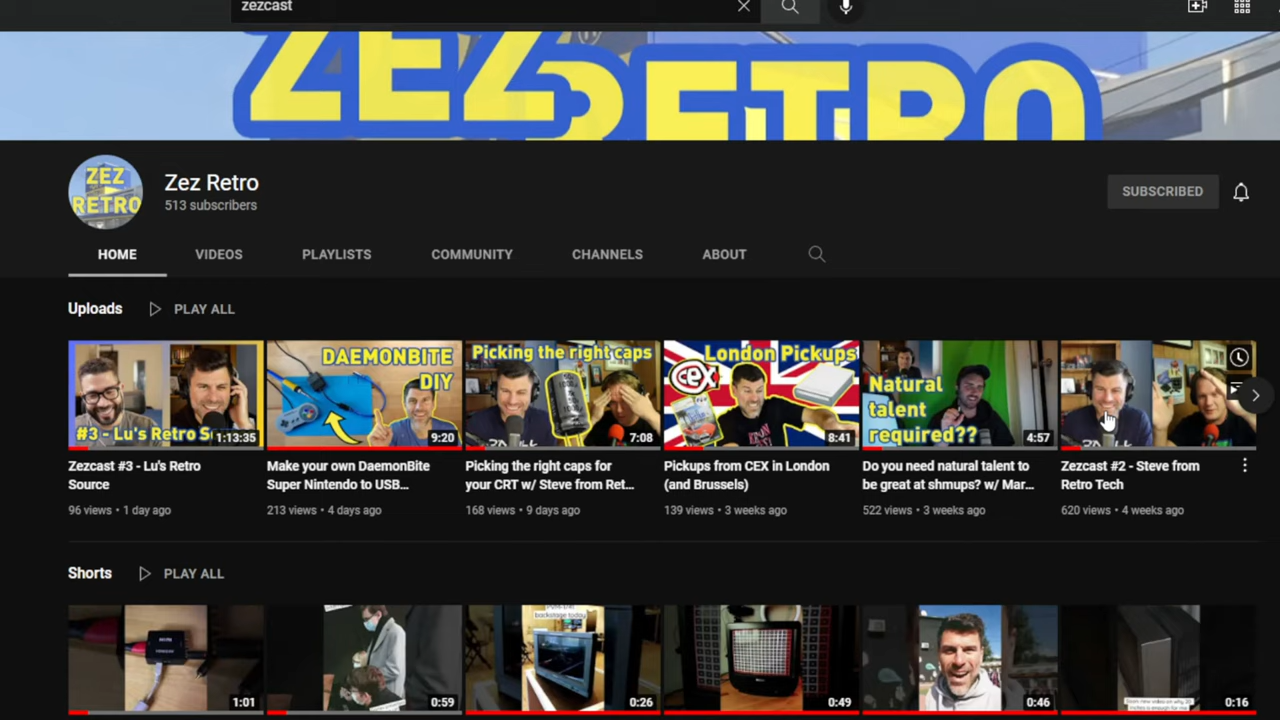 zezcast
ZEZ RETRO
ZEZ
RETRO
Zez Retro
513 subscribers
SUBSCRIBED
HOME
VIDEOS
PLAYLISTS
COMMUNITY
CHANNELS
ABOUT
Uploads
PLAY ALL
#3 - Lu's Retro S
1:13:35
DAEMONBITE
DIY
9:20
Picking the right caps
7:08
London Pickups
cex
8:41
Natural
talent
required??
4:57
Zezcast #3 - Lu's Retro
Source
96 views • 1 day ago
Make your own DaemonBite
Super Nintendo to USB...
213 views • 4 days ago
Picking the right caps for
your CRT w/ Steve from Ret...
168 views • 9 days ago
Pickups from CEX in London
(and Brussels)
139 views • 3 weeks ago
Do you need natural talent to
be great at shmups? w/ Mar...
522 views • 3 weeks ago
Zezcast #2 - Steve from
Retro Tech
620 views • 4 weeks ago
Shorts
PLAY ALL
1:01
0:59
backstage today
0:26
0:49
0:46
0:16